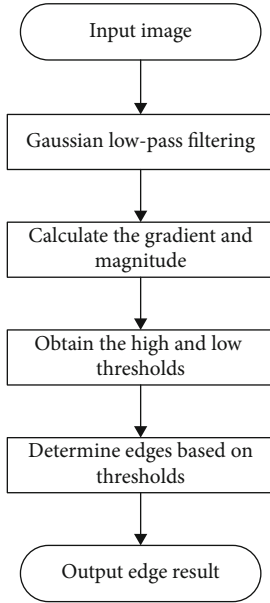 Input image
Gaussian low-pass filtering
Calculate the gradient and
magnitude
Obtain the high and low
thresholds
Determine edges based on
thresholds
Output edge result